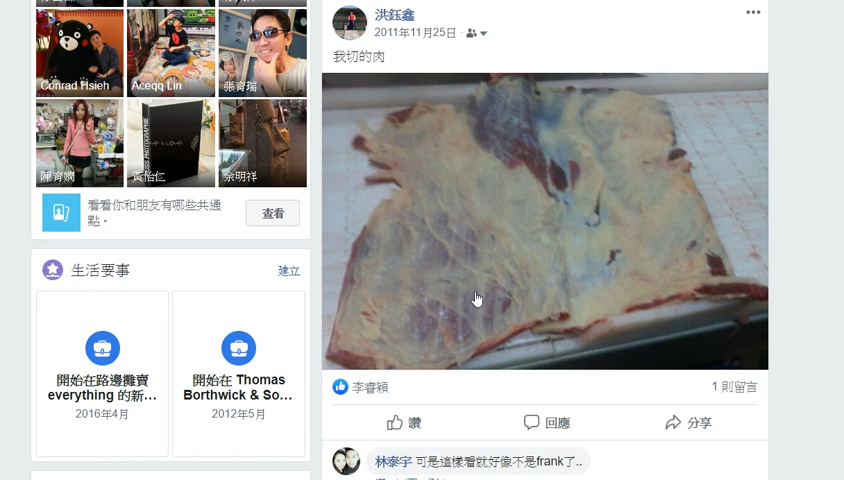 Conrad Hsieh
Aceqq Lin
張育瑞
陳育嫻
黃怡仁
余明祥
看看你和朋友有哪些共通
點。
查看
生活要事
建立
開始在路邊攤賣
everything 的新...
2016年4月
開始在 Thomas
Borthwick & So...
2012年5月
洪鈺鑫
2011年11月25日
我切的肉
李睿穎
1 則留言
讚
回應
分享
林泰宇 可是這樣看就好像不是frank了..